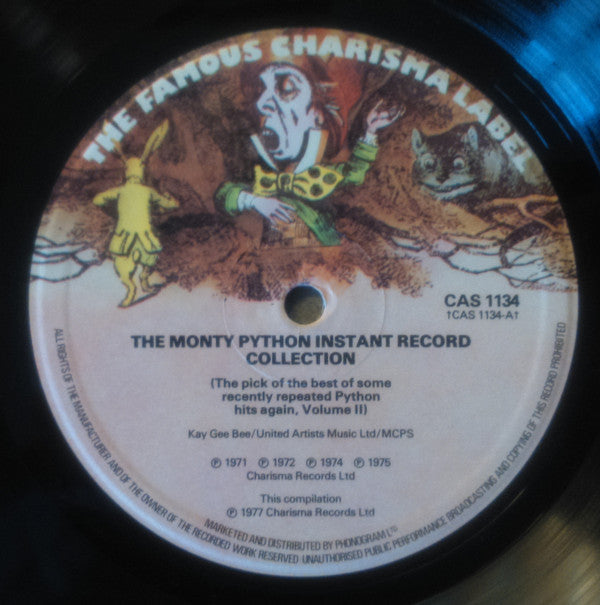 THE FAMOUS CHARISMA LABEL
CAS 1134
†CAS 1134-A†
THE MONTY PYTHON INSTANT RECORD
COLLECTION
(The pick of the best of some
recently repeated Python
hits again, Volume II)
Kay Gee Bee/United Artists Music Ltd/MCPS
℗ 1971 ℗ 1972 ℗ 1974 ℗ 1975
Charisma Records Ltd
This compilation
℗ 1977 Charisma Records Ltd
ALL RIGHTS OF THE MANUFACTURER AND OF THE OWNER OF THE RECORDED WORK RESERVED UNAUTHORISED PUBLIC PERFORMANCE BROADCASTING AND COPYING OF THIS RECORD PROHIBITED
MARKETED AND DISTRIBUTED BY PHONOGRAM LTD